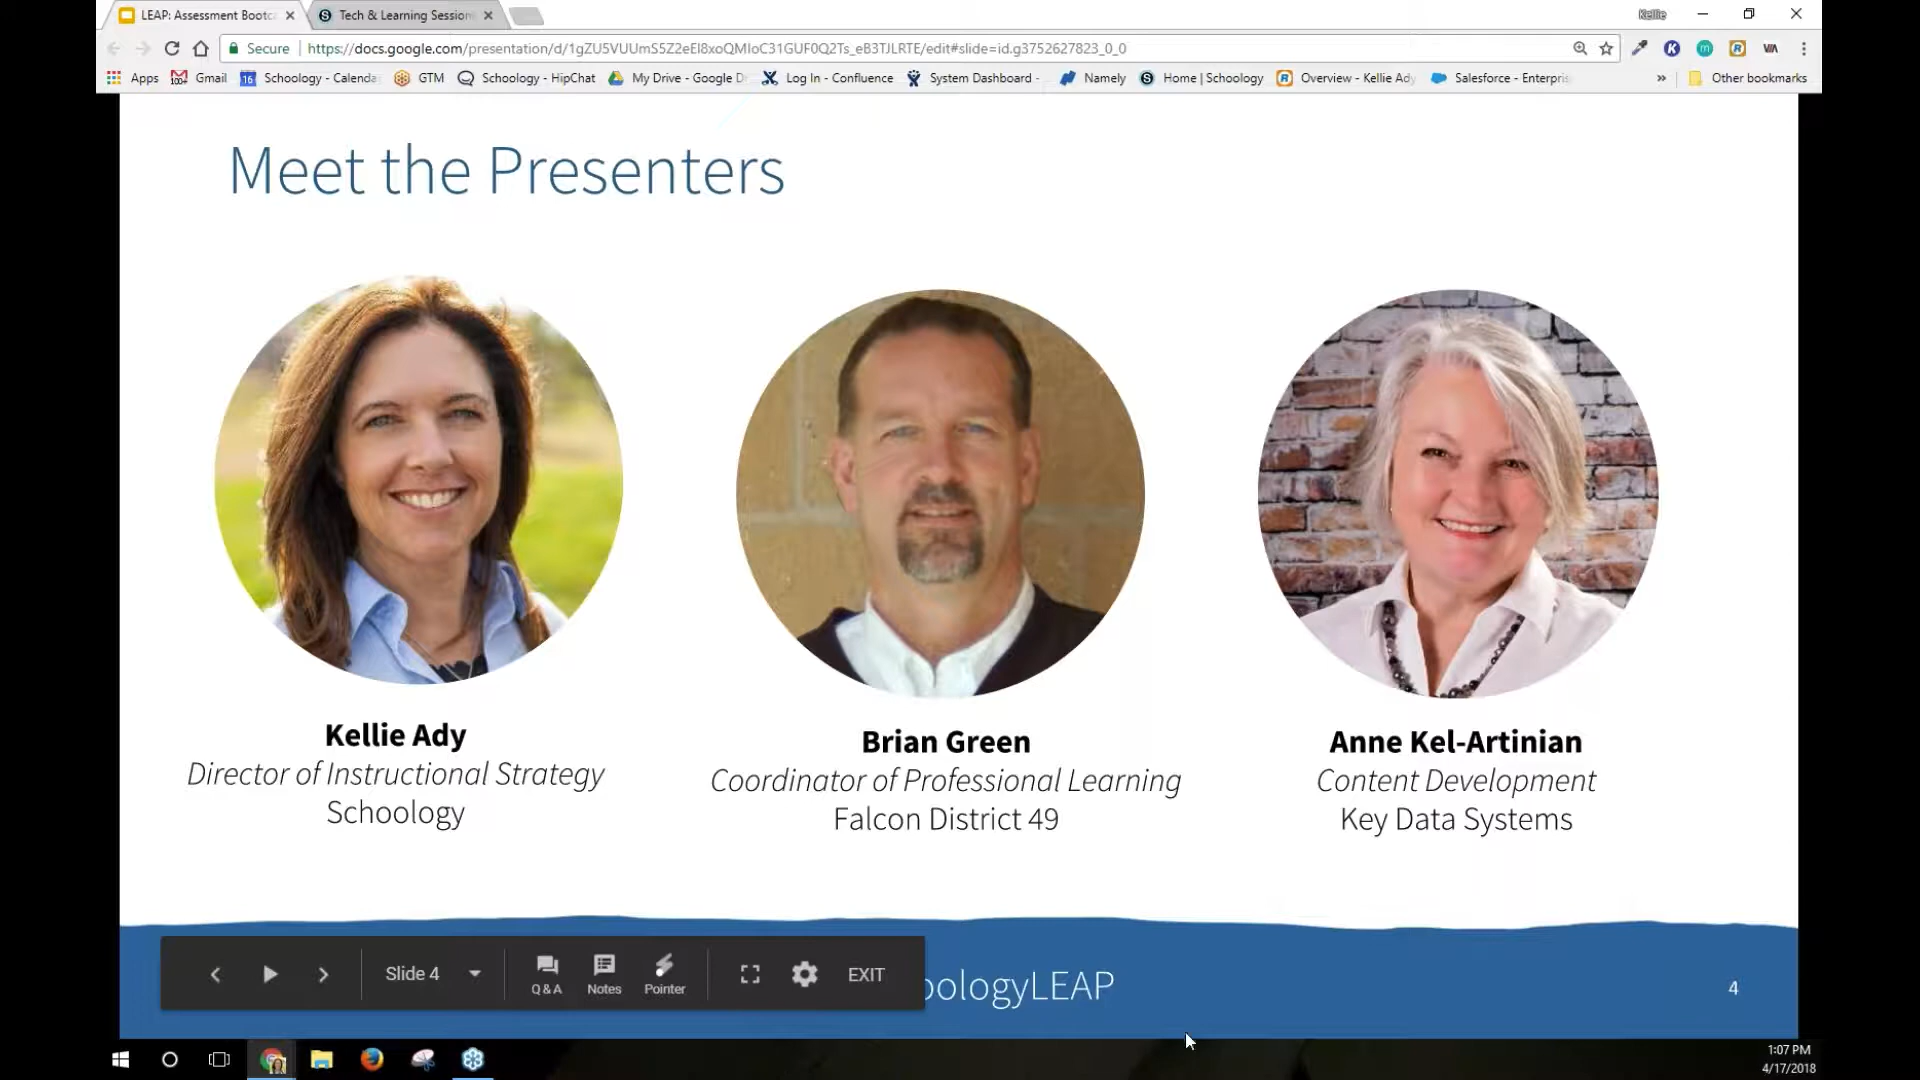 LEAP: Assessment Bootca
Tech & Learning Session
Kellie
Secure
https://docs.google.com/presentation/d/1gZU5VUUmS5Z2eEI8xoQMIoC31GUF0Q2Ts_eB3TJLRTE/edit#slide=id.g3752627823_0_0
Apps
Gmail
Schoology - Calenda
GTM
Schoology - HipChat
My Drive - Google Dr
Log In - Confluence
System Dashboard -
Namely
Home | Schoology
Overview - Kellie Ady
Salesforce - Enterpris
Other bookmarks
Meet the Presenters
Kellie Ady
Director of Instructional Strategy
Schoology
Brian Green
Coordinator of Professional Learning
Falcon District 49
Anne Kel-Artinian
Content Development
Key Data Systems
Slide 4
Q & A
Notes
Pointer
EXIT
oologyLEAP
4
1:07 PM
4/17/2018